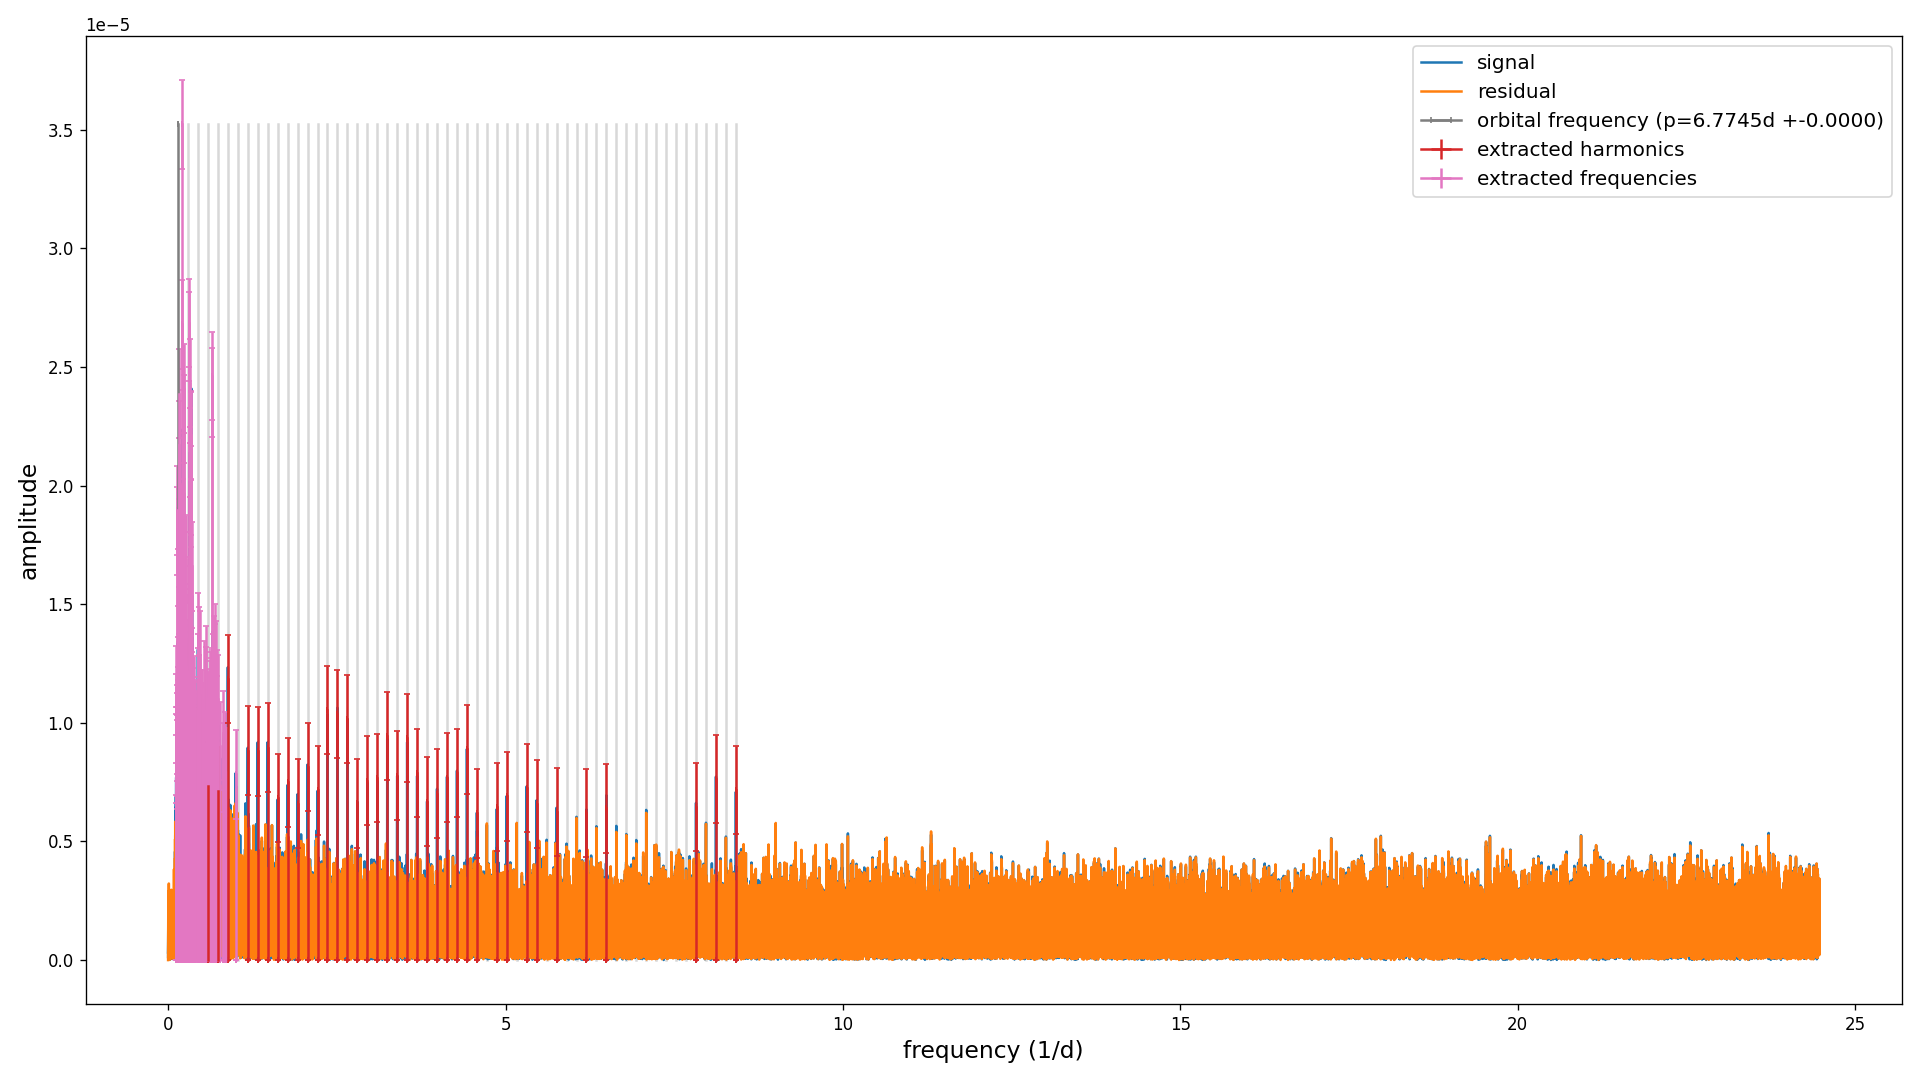 1e−5
signal
residual
orbital frequency (p=6.7745d +-0.0000)
extracted harmonics
extracted frequencies
3.5
3.0
2.5
2.0
1.5
1.0
0.5
0.0
amplitude
0
5
10
15
20
25
frequency (1/d)